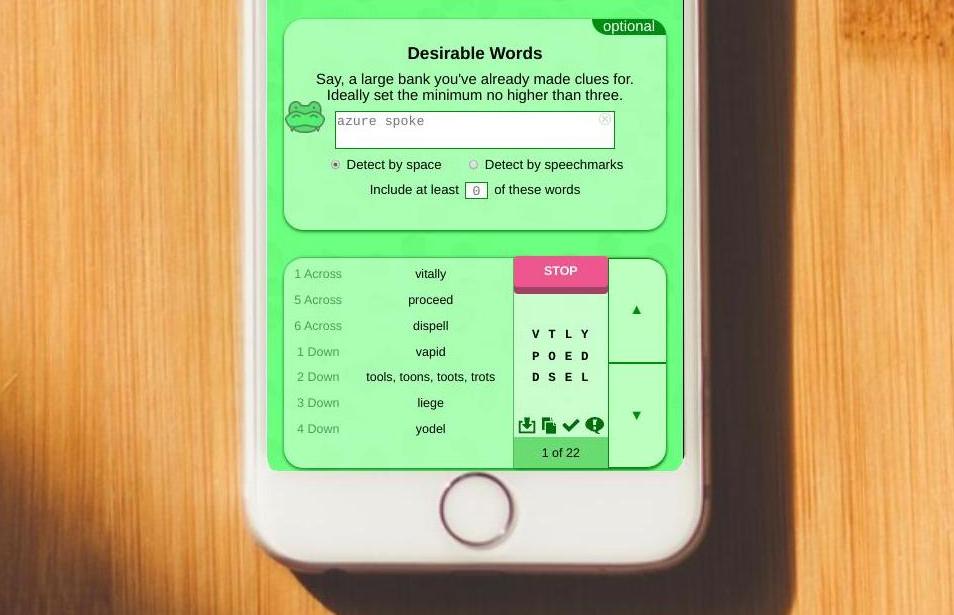 optional
Desirable Words
Say, a large bank you've already made clues for.
Ideally set the minimum no higher than three.
azure spoke
Detect by space Detect by speechmarks
Include at least 0 of these words
1 Across vitally
5 Across proceed
6 Across dispell
1 Down vapid
2 Down tools, toons, toots, trots
3 Down liege
4 Down yodel
STOP
V T L Y
P O E D
D S E L
1 of 22